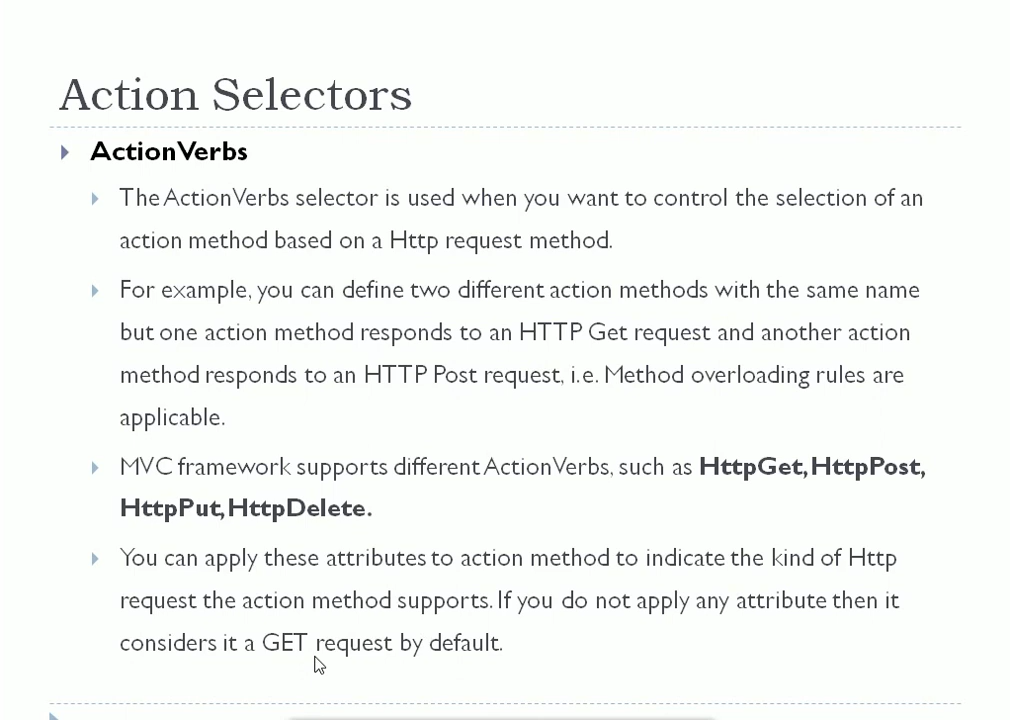 Action Selectors
ActionVerbs
The ActionVerbs selector is used when you want to control the selection of an
action method based on a Http request method.
For example, you can define two different action methods with the same name
but one action method responds to an HTTP Get request and another action
method responds to an HTTP Post request, i.e. Method overloading rules are
applicable.
MVC framework supports different ActionVerbs, such as HttpGet, HttpPost,
HttpPut, HttpDelete.
You can apply these attributes to action method to indicate the kind of Http
request the action method supports. If you do not apply any attribute then it
considers it a GET request by default.